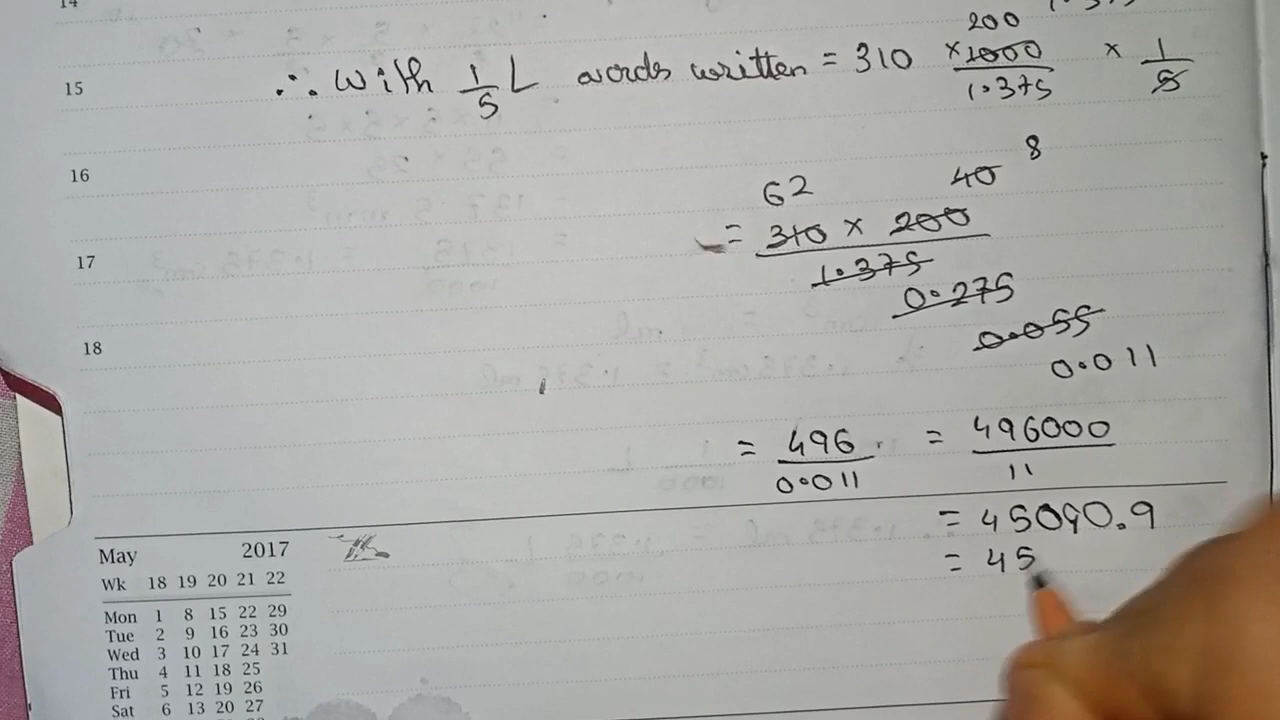 14
200
15 ∴ With 1/5 L words written = 310 × 1000/1.375 × 1/5
16
62 40 8
17 = 310 × 200 / 1.375
0.275
18 0.055
0.011
= 496/0.011 = 496000/11
= 45090.9
= 45
May 2017
Wk 18 19 20 21 22
Mon 1 8 15 22 29
Tue 2 9 16 23 30
Wed 3 10 17 24 31
Thu 4 11 18 25
Fri 5 12 19 26
Sat 6 13 20 27